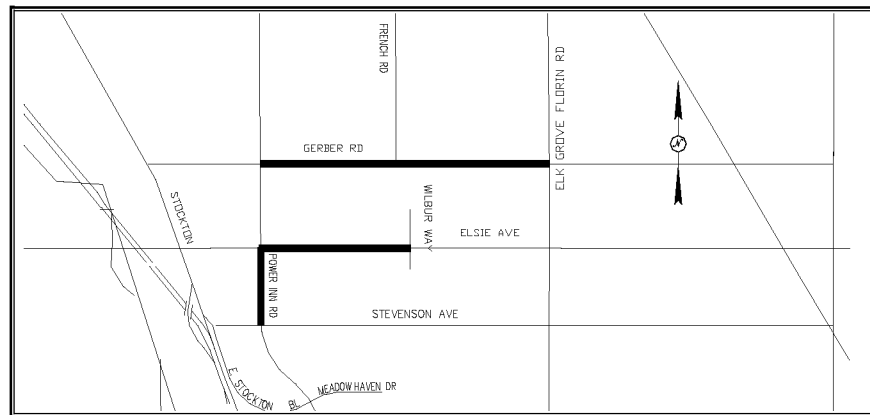 FRENCH RD
ELK GROVE FLORIN RD
GERBER RD
N
STOCKTON
WILBUR WAY
ELSIE AVE
POWER INN RD
STEVENSON AVE
E. STOCKTON BL
MEADOWHAVEN DR